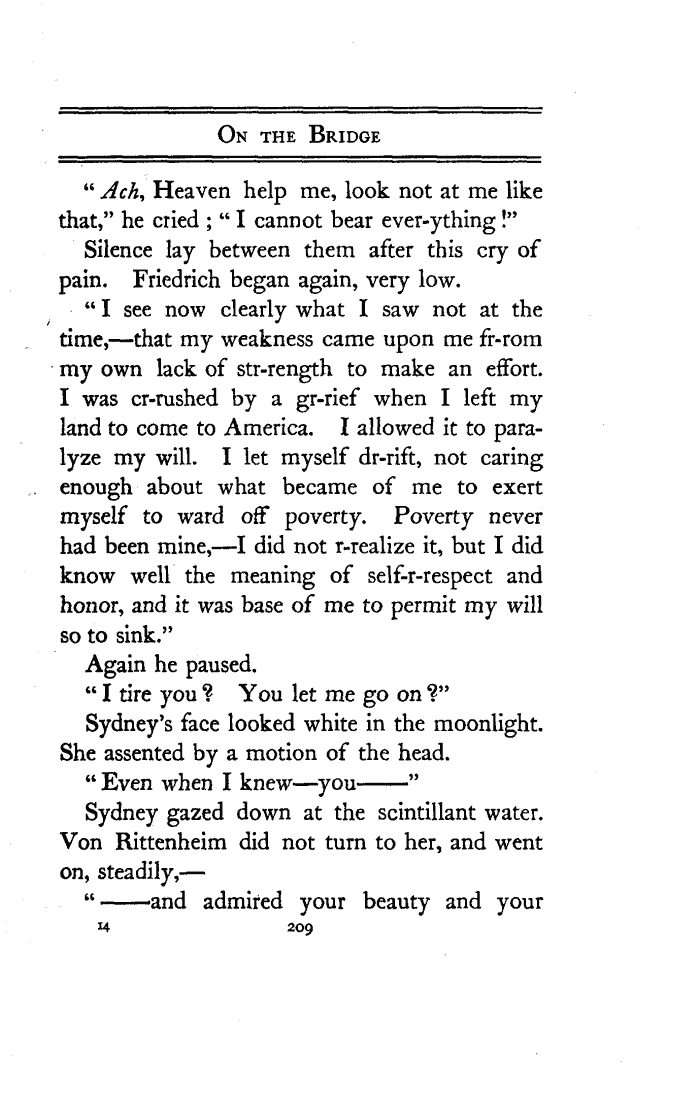 On the Bridge
“ Ach, Heaven help me, look not at me like
that,” he cried ; “ I cannot bear ever-ything !”
Silence lay between them after this cry of
pain. Friedrich began again, very low.
“ I see now clearly what I saw not at the
time,—that my weakness came upon me fr-rom
my own lack of str-rength to make an effort.
I was cr-rushed by a gr-rief when I left my
land to come to America. I allowed it to para-
lyze my will. I let myself dr-rift, not caring
enough about what became of me to exert
myself to ward off poverty. Poverty never
had been mine,—I did not r-realize it, but I did
know well the meaning of self-r-respect and
honor, and it was base of me to permit my will
so to sink.”
Again he paused.
“ I tire you ? You let me go on ?”
Sydney’s face looked white in the moonlight.
She assented by a motion of the head.
“ Even when I knew—you——”
Sydney gazed down at the scintillant water.
Von Rittenheim did not turn to her, and went
on, steadily,—
“ ——and admired your beauty and your
14 209